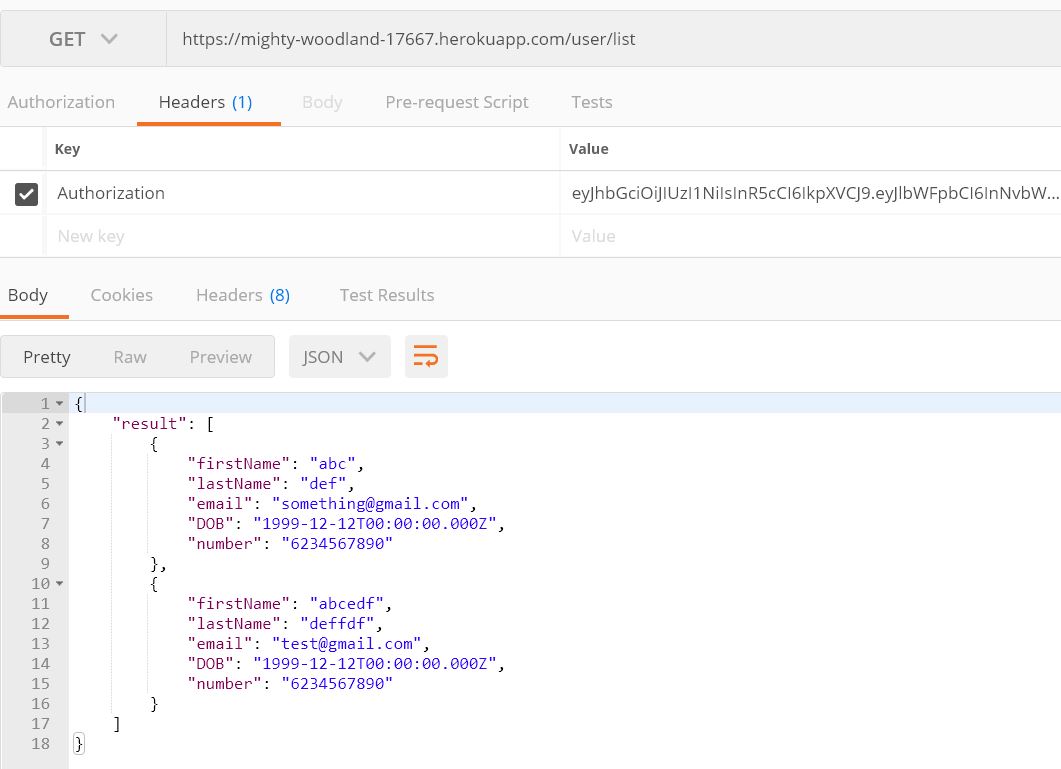 GET https://mighty-woodland-17667.herokuapp.com/user/list
Authorization Headers (1) Body Pre-request Script Tests
Key Value
Authorization eyJhbGciOiJIUzI1NiIsInR5cCI6IkpXVCJ9.eyJlbWFpbCI6InNvbW...
New key Value
Body Cookies Headers (8) Test Results
Pretty Raw Preview JSON
1 {
2 "result": [
3 {
4 "firstName": "abc",
5 "lastName": "def",
6 "email": "something@gmail.com",
7 "DOB": "1999-12-12T00:00:00.000Z",
8 "number": "6234567890"
9 },
10 {
11 "firstName": "abcedf",
12 "lastName": "deffdf",
13 "email": "test@gmail.com",
14 "DOB": "1999-12-12T00:00:00.000Z",
15 "number": "6234567890"
16 }
17 ]
18 }